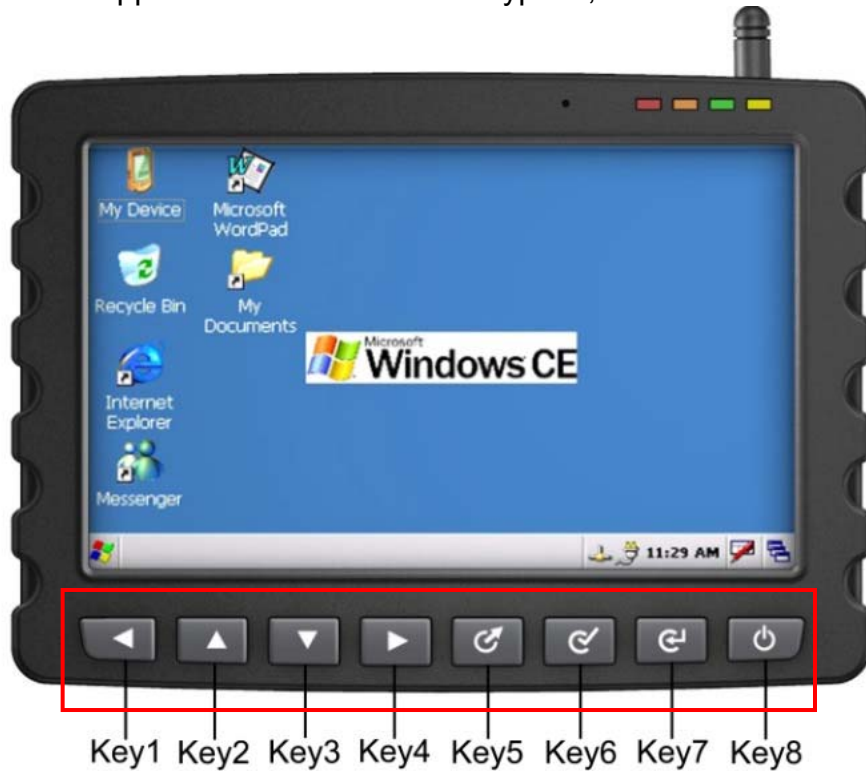 My Device
Microsoft
WordPad
Recycle Bin
My
Documents
Microsoft
Windows CE
Internet
Explorer
Messenger
11:29 AM
Key1 Key2 Key3 Key4 Key5 Key6 Key7 Key8